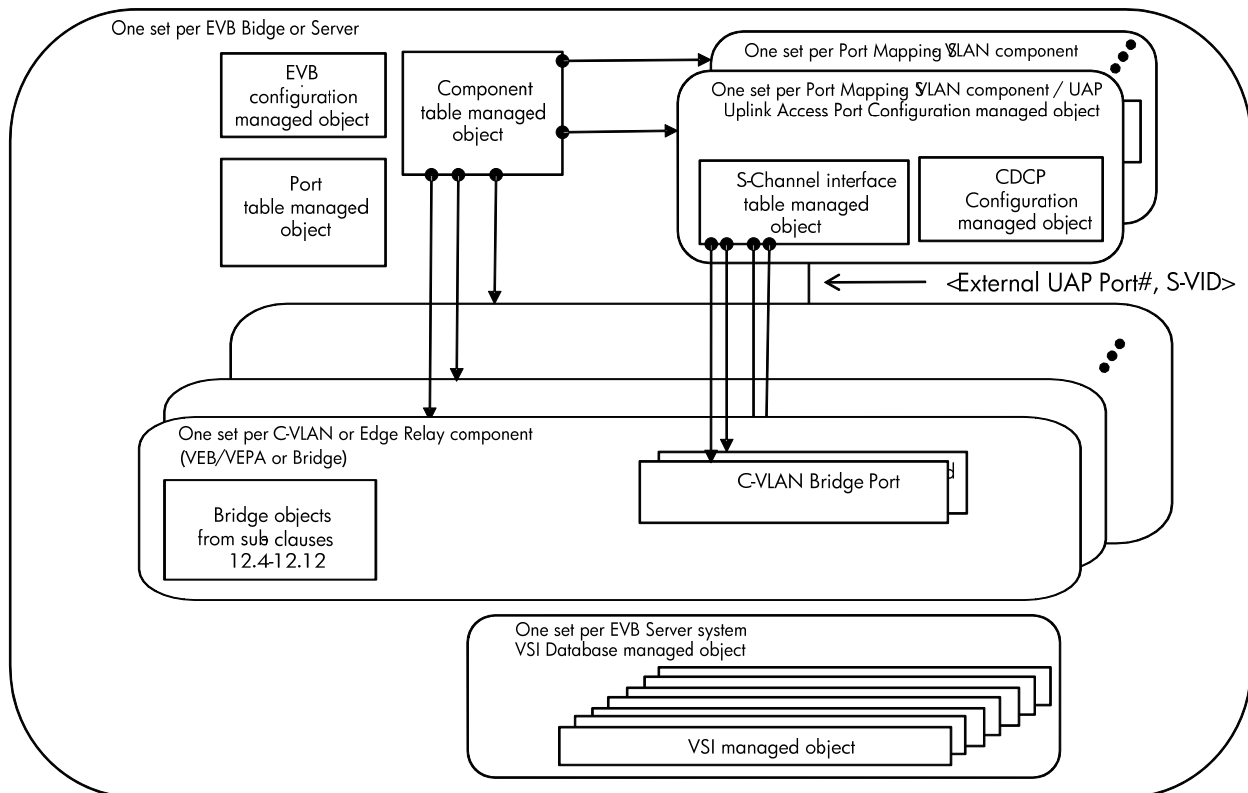 One set per EVB Bidge or Server
EVB
configuration
managed object
Component
table managed
object
Port
table managed
object
One set per Port Mapping SVLAN component
One set per Port Mapping SVLAN component / UAP
Uplink Access Port Configuration managed object
S-Channel interface
table managed
object
CDCP
Configuration
managed object
<External UAP Port#, S-VID>
One set per C-VLAN or Edge Relay component
(VEB/VEPA or Bridge)
Bridge objects
from sub clauses
12.4-12.12
C-VLAN Bridge Port
d
One set per EVB Server system
VSI Database managed object
VSI managed object